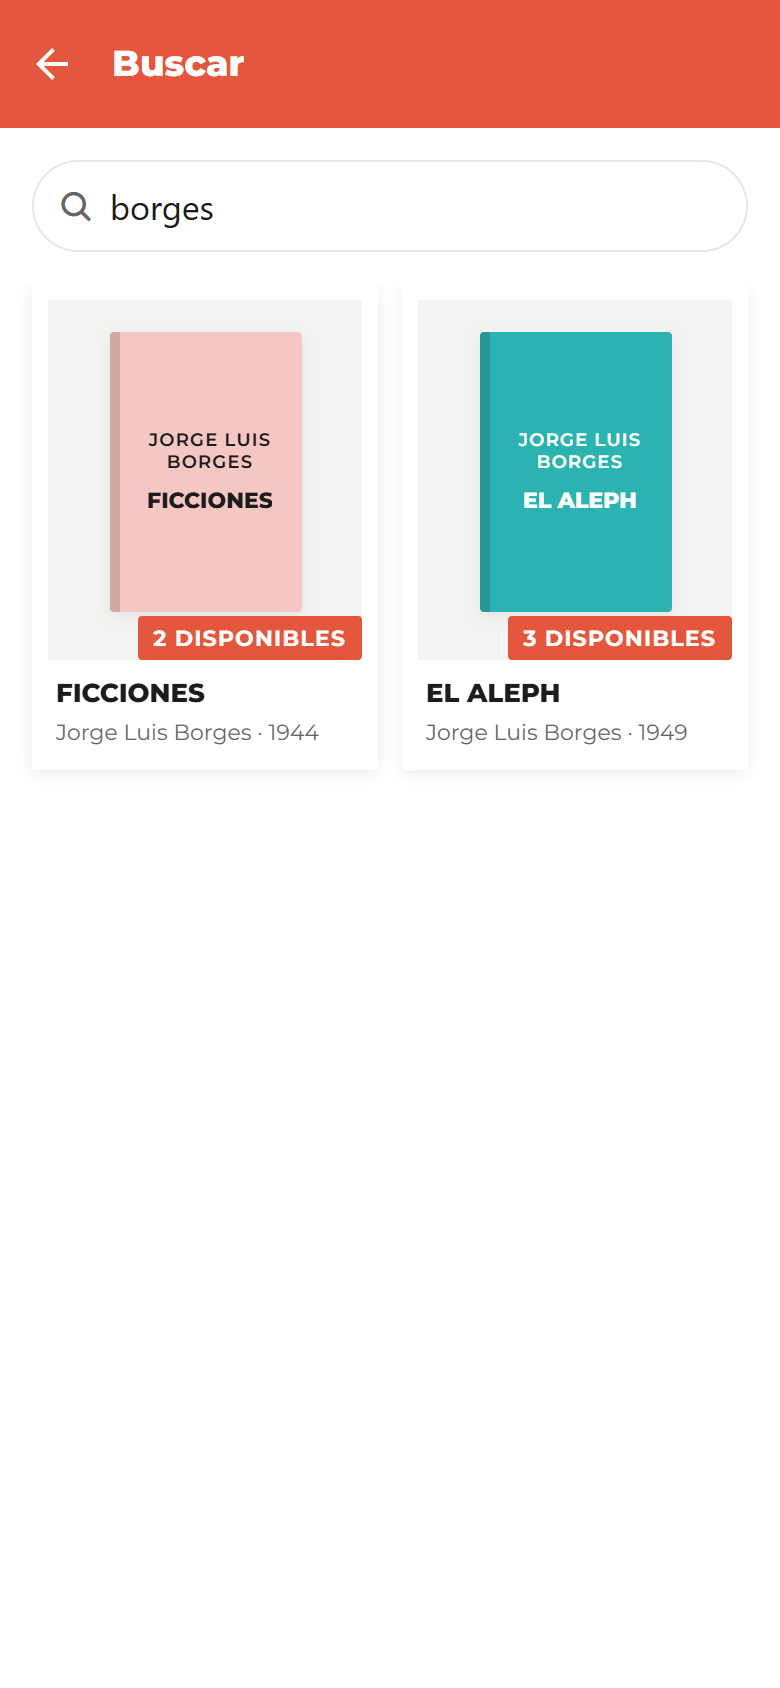 Buscar
borges
JORGE LUIS
BORGES
FICCIONES
2 DISPONIBLES
FICCIONES
Jorge Luis Borges · 1944
JORGE LUIS
BORGES
EL ALEPH
3 DISPONIBLES
EL ALEPH
Jorge Luis Borges · 1949